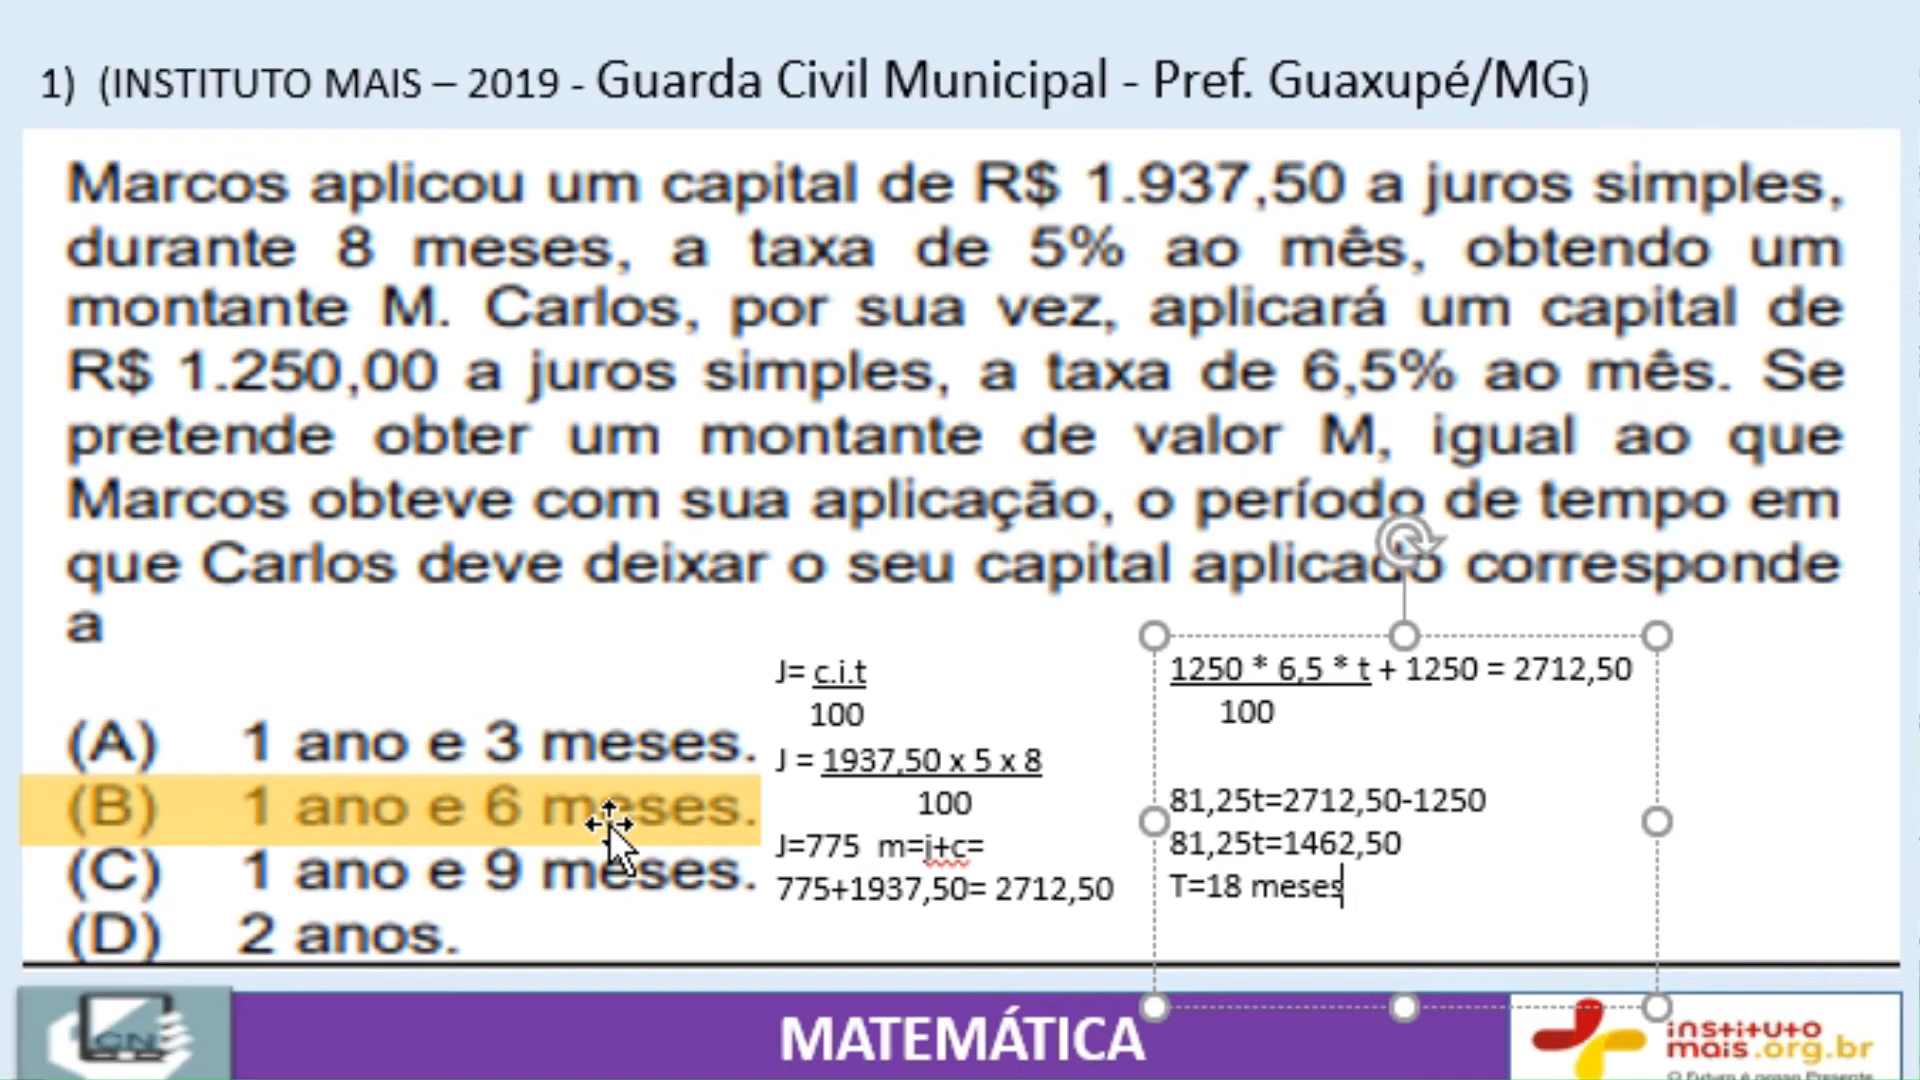 1) (INSTITUTO MAIS – 2019 - Guarda Civil Municipal - Pref. Guaxupé/MG)
Marcos aplicou um capital de R$ 1.937,50 a juros simples,
durante 8 meses, a taxa de 5% ao mês, obtendo um
montante M. Carlos, por sua vez, aplicará um capital de
R$ 1.250,00 a juros simples, a taxa de 6,5% ao mês. Se
pretende obter um montante de valor M, igual ao que
Marcos obteve com sua aplicação, o período de tempo em
que Carlos deve deixar o seu capital aplicado corresponde
a
(A) 1 ano e 3 meses.
(B) 1 ano e 6 meses.
(C) 1 ano e 9 meses.
(D) 2 anos.
J= c.i.t
100
J = 1937,50 x 5 x 8
100
J=775 m=j+c=
775+1937,50= 2712,50
1250 * 6,5 * t + 1250 = 2712,50
100
81,25t=2712,50-1250
81,25t=1462,50
T=18 meses
CN
MATEMÁTICA
instituto
mais.org.br
O Futuro é nosso Presente